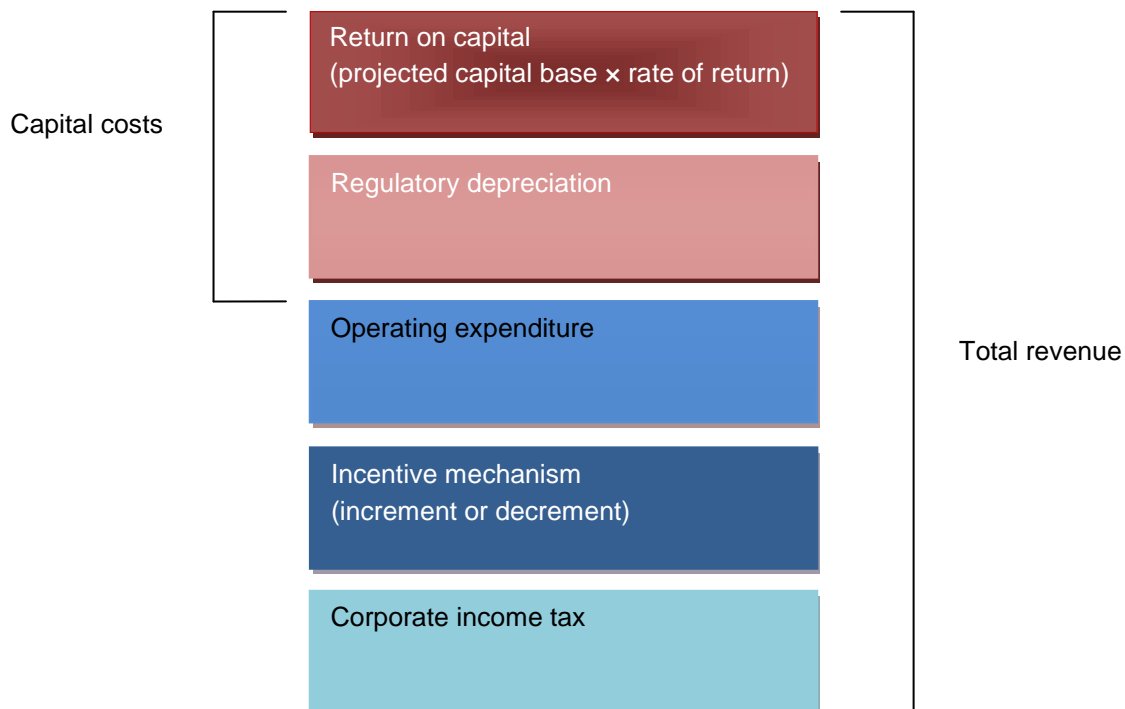 Return on capital
(projected capital base × rate of return)
Capital costs
Regulatory depreciation
Operating expenditure
Total revenue
Incentive mechanism
(increment or decrement)
Corporate income tax